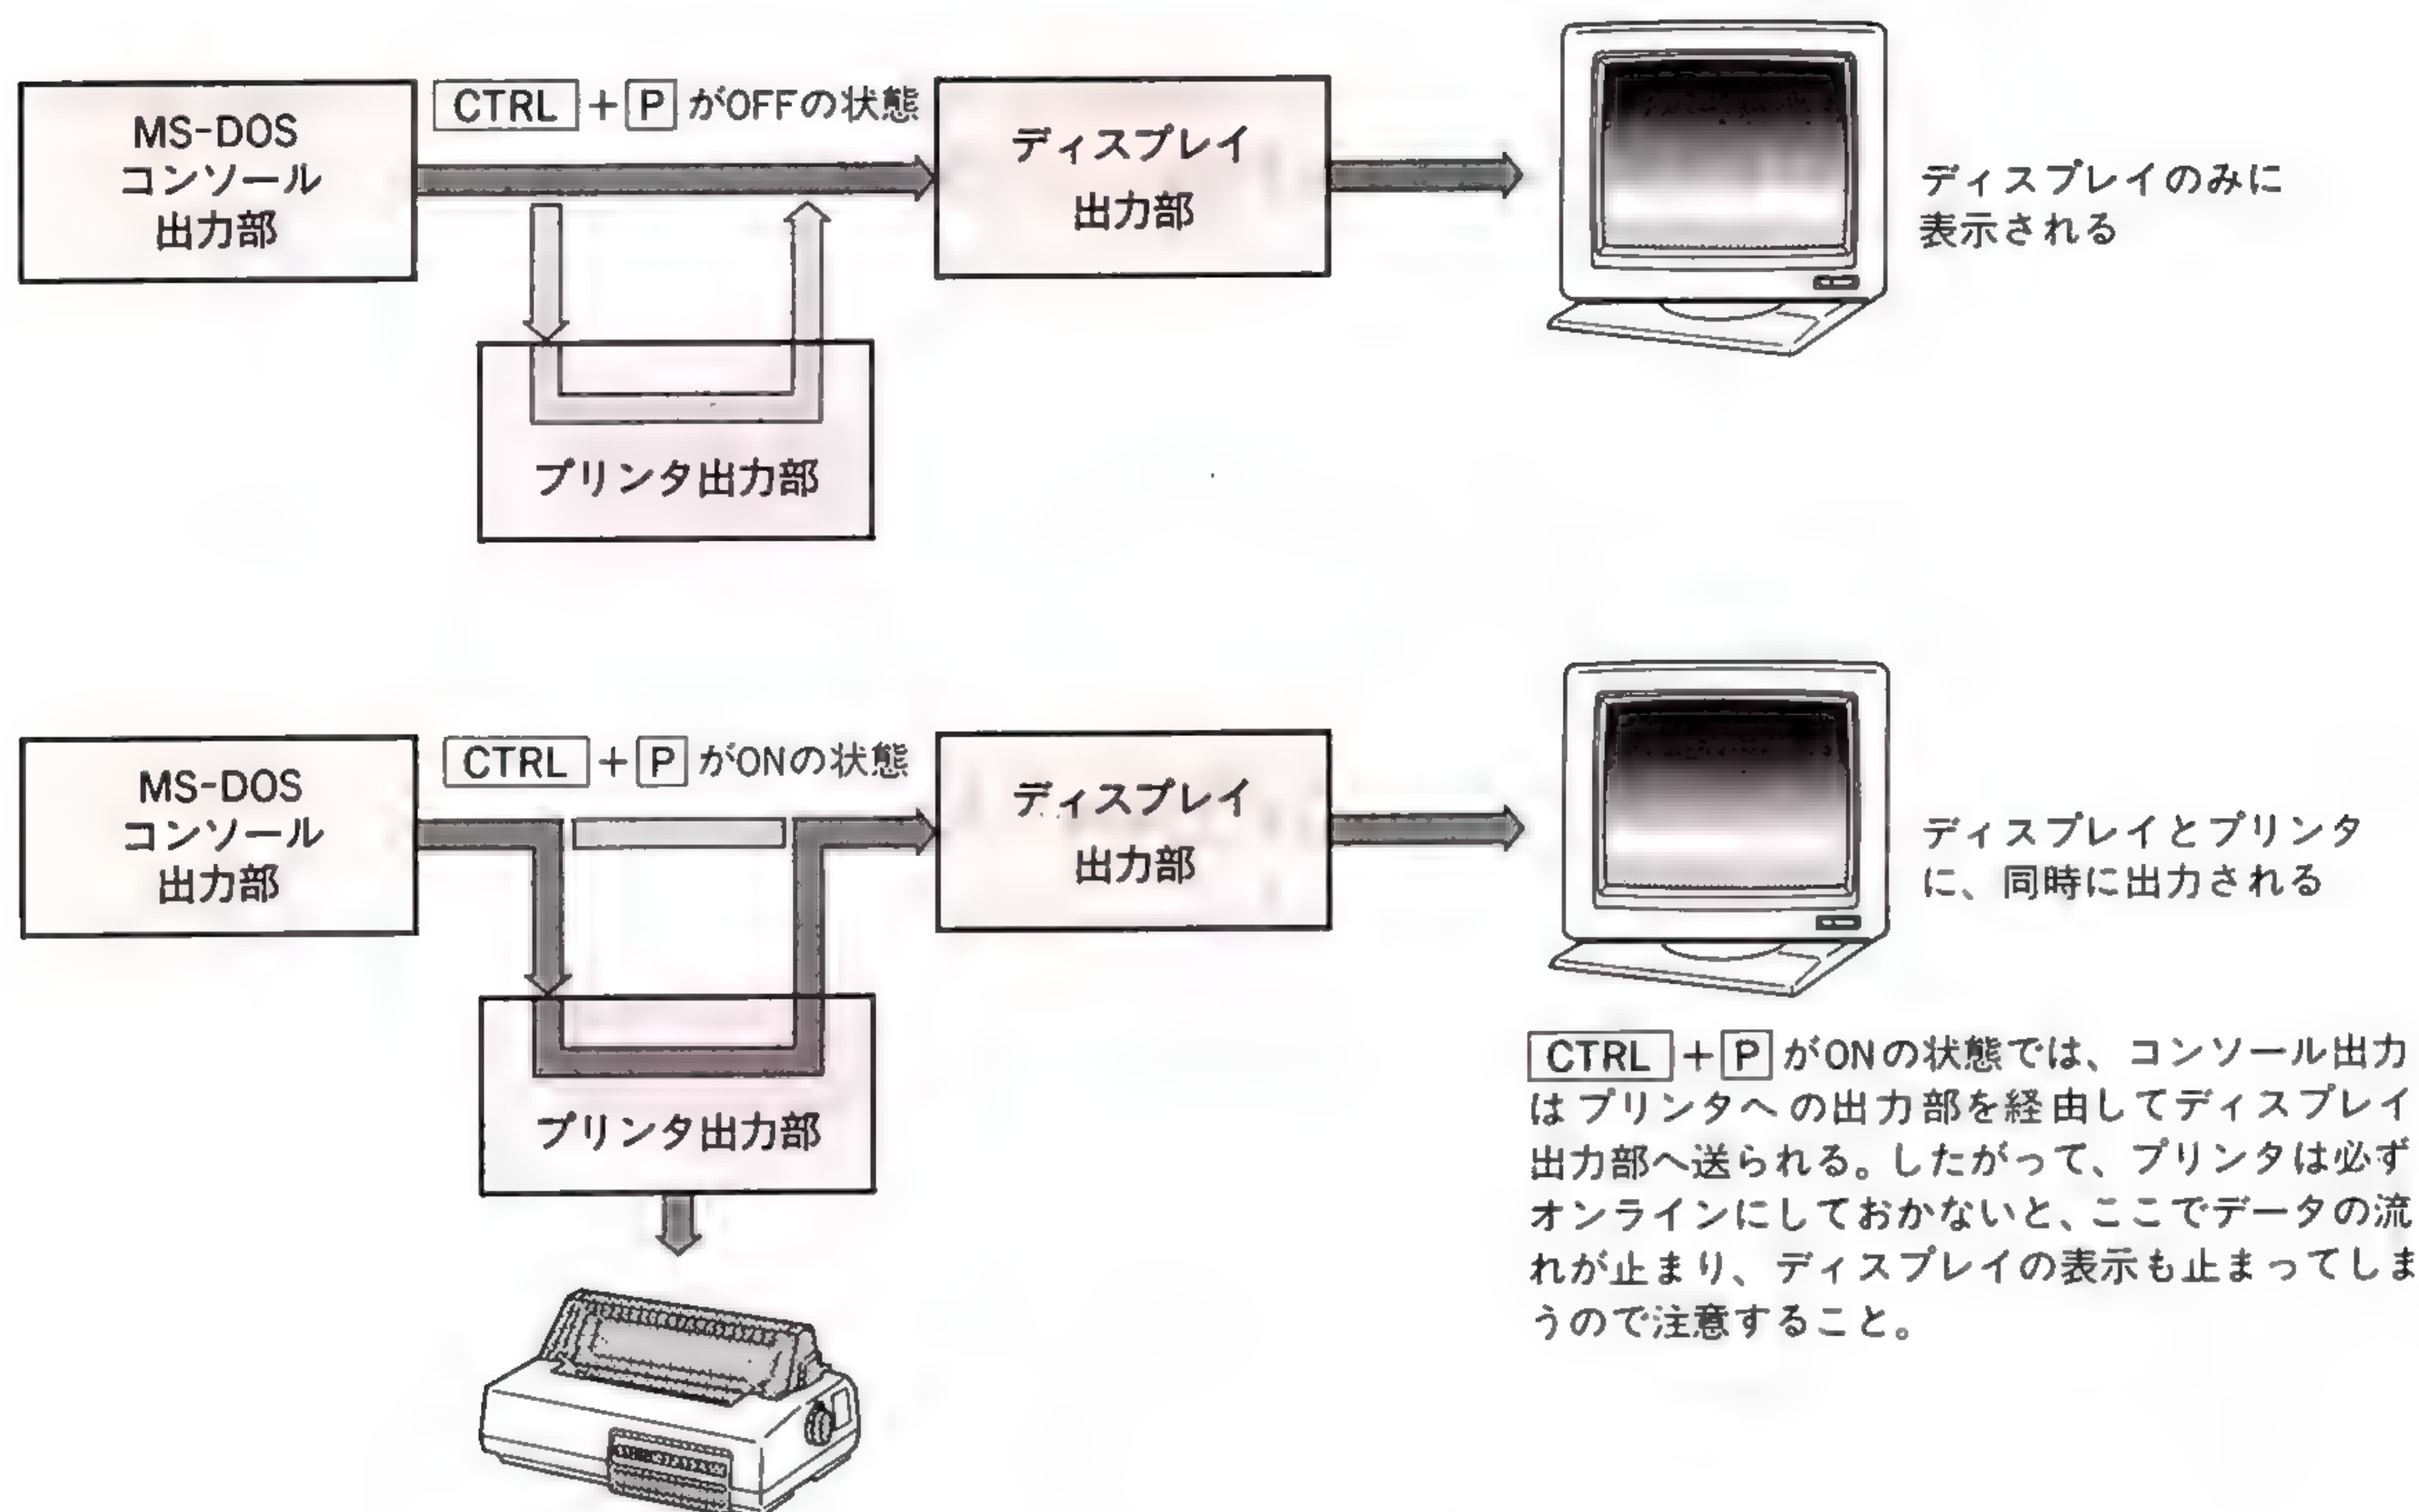 MS-DOS
コンソール
出力部
CTRL + P がOFFの状態
ディスプレイ
出力部
ディスプレイのみに
表示される
プリンタ出力部
MS-DOS
コンソール
出力部
CTRL + P がONの状態
ディスプレイ
出力部
ディスプレイとプリンタ
に、同時に出力される
プリンタ出力部
CTRL + P がONの状態では、コンソール出力
はプリンタへの出力部を経由してディスプレイ
出力部へ送られる。したがって、プリンタは必ず
オンラインにしておかないと、ここでデータの流
れが止まり、ディスプレイの表示も止まってしま
うので注意すること。